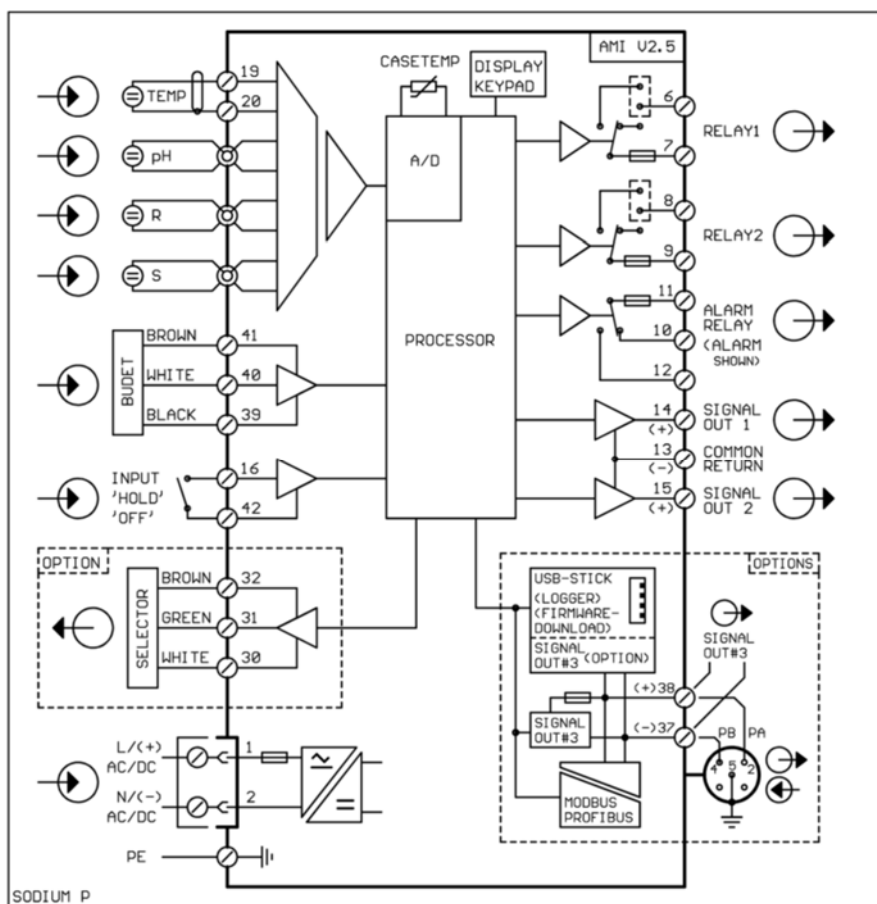 AMI V2.5
CASETEMP
DISPLAY
KEYPAD
A/D
PROCESSOR
TEMP
19
20
pH
R
S
BUDET
BROWN
41
WHITE
40
BLACK
39
INPUT
'HOLD'
'OFF'
16
42
OPTION
SELECTOR
BROWN
32
GREEN
31
WHITE
30
L/(+)
AC/DC
1
N/(-)
AC/DC
2
PE
6
7
RELAY1
8
9
RELAY2
11
10
12
ALARM
RELAY
(ALARM
SHOWN)
14
(+)
SIGNAL
OUT 1
13
(-)
COMMON
RETURN
15
(+)
SIGNAL
OUT 2
OPTIONS
USB-STICK
(LOGGER)
(FIRMWARE-
DOWNLOAD)
SIGNAL
OUT#3 (OPTION)
SIGNAL
OUT#3
(+)38
(-)37
SIGNAL
OUT#3
PB PA
4 5 2
MODBUS
PROFIBUS
SODIUM P